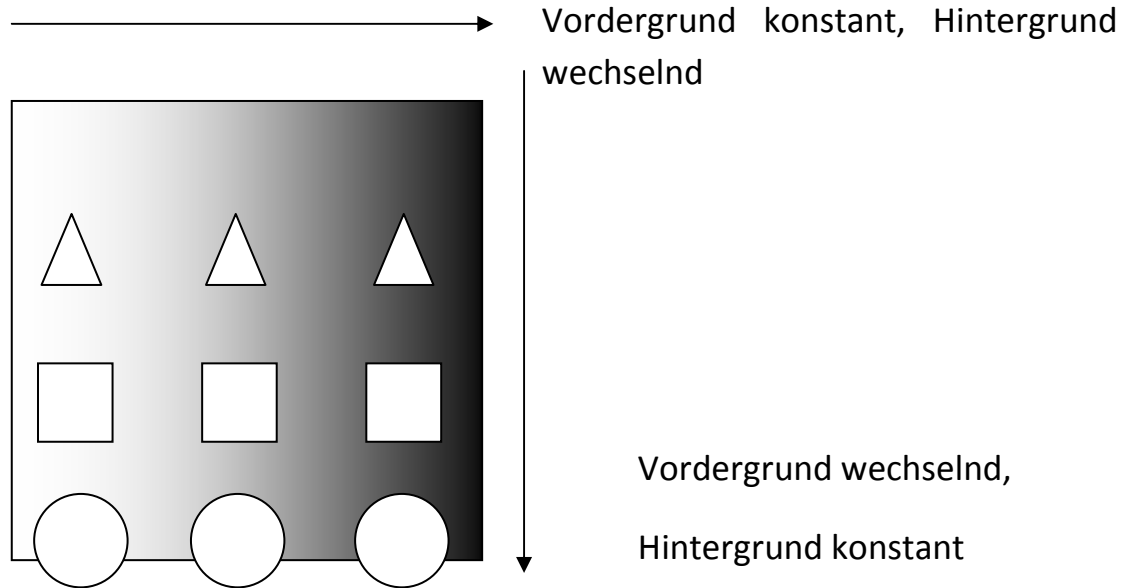 Vordergrund konstant, Hintergrund
wechselnd
Vordergrund wechselnd,
Hintergrund konstant